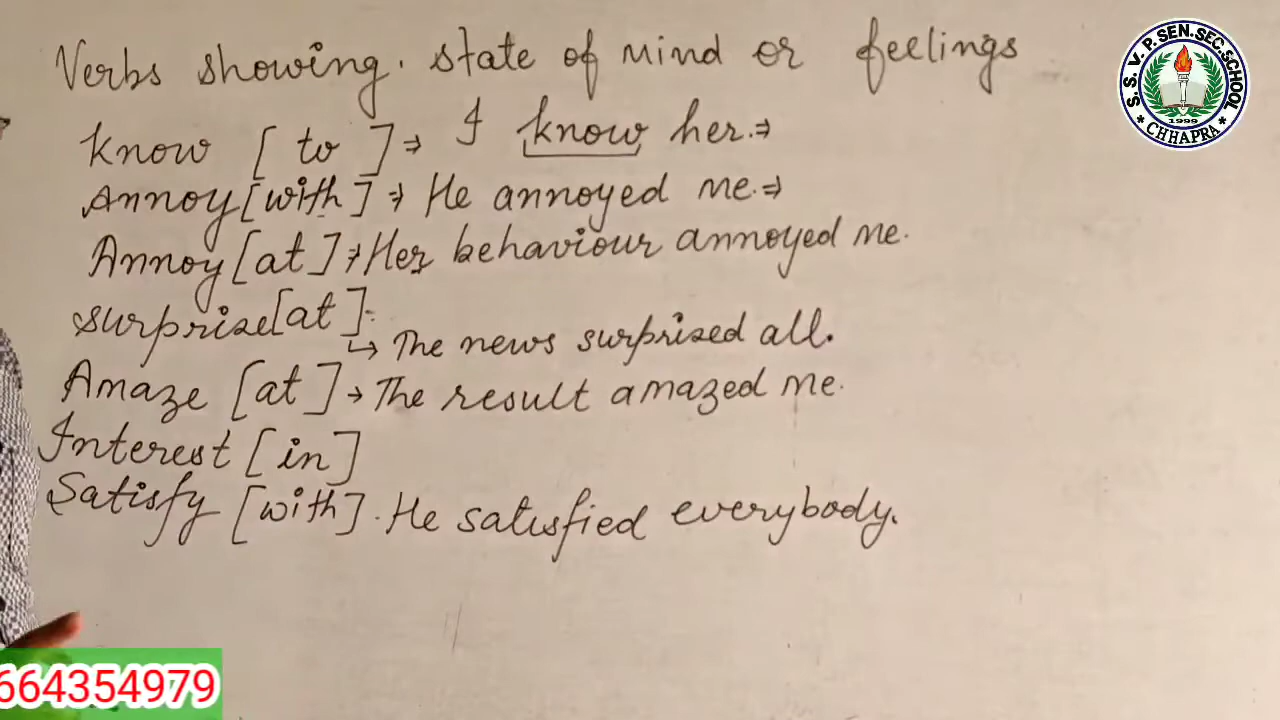 Verbs showing. state of mind or feelings
Know [ to ] ⇒ I know her.⇒
Annoy [with] ⇒ He annoyed me.⇒
Annoy [at] ⇒ Her behaviour annoyed me.
Surprize [at].
↳ The news surprized all.
Amaze [at] → The result amazed me.
Interest [in]
Satisfy [with]. He satisfied everybody.
S. S. V. P. SEN. SEC. SCHOOL
1999
* CHHAPRA *
664354979